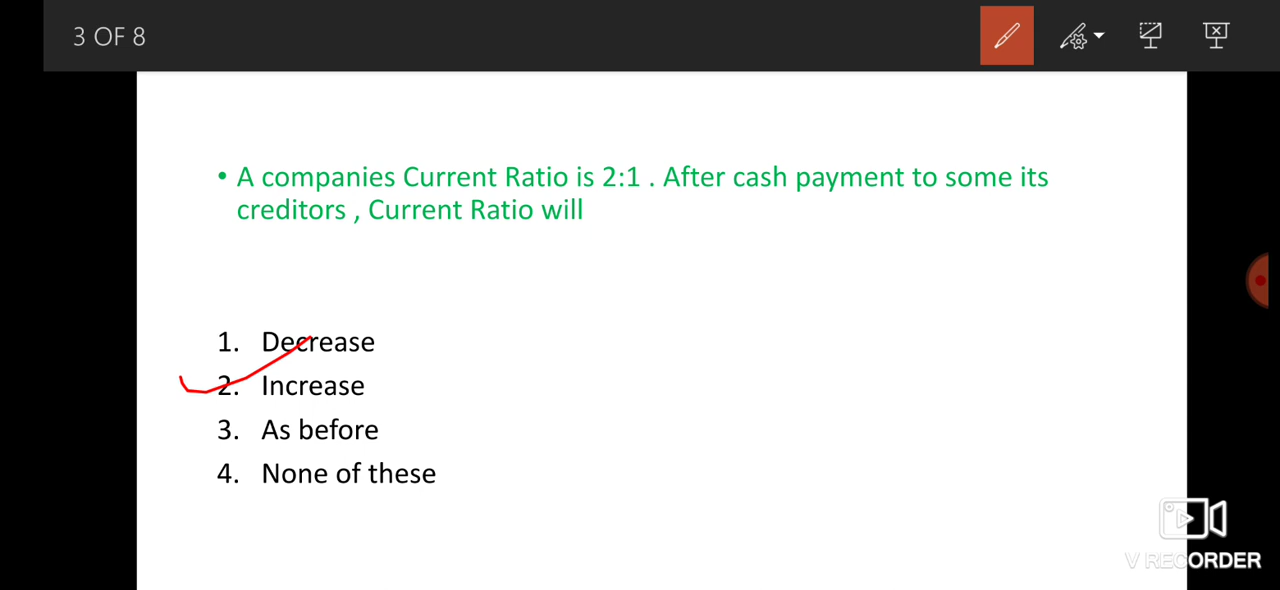 3 OF 8
• A companies Current Ratio is 2:1 . After cash payment to some its
creditors , Current Ratio will
1. Decrease
2. Increase
3. As before
4. None of these
V RECORDER